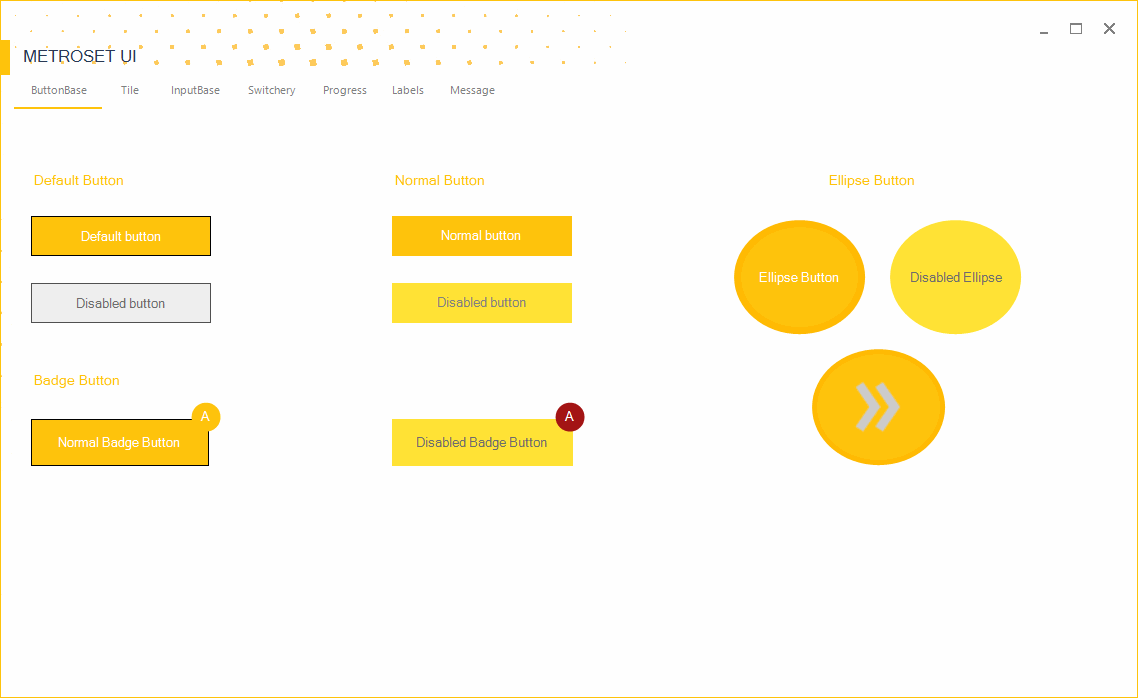 METROSET UI
ButtonBase Tile InputBase Switchery Progress Labels Message
Default Button Normal Button Ellipse Button
Default button Normal button
Ellipse Button Disabled Ellipse
Disabled button Disabled button
Badge Button
A A
Normal Badge Button Disabled Badge Button